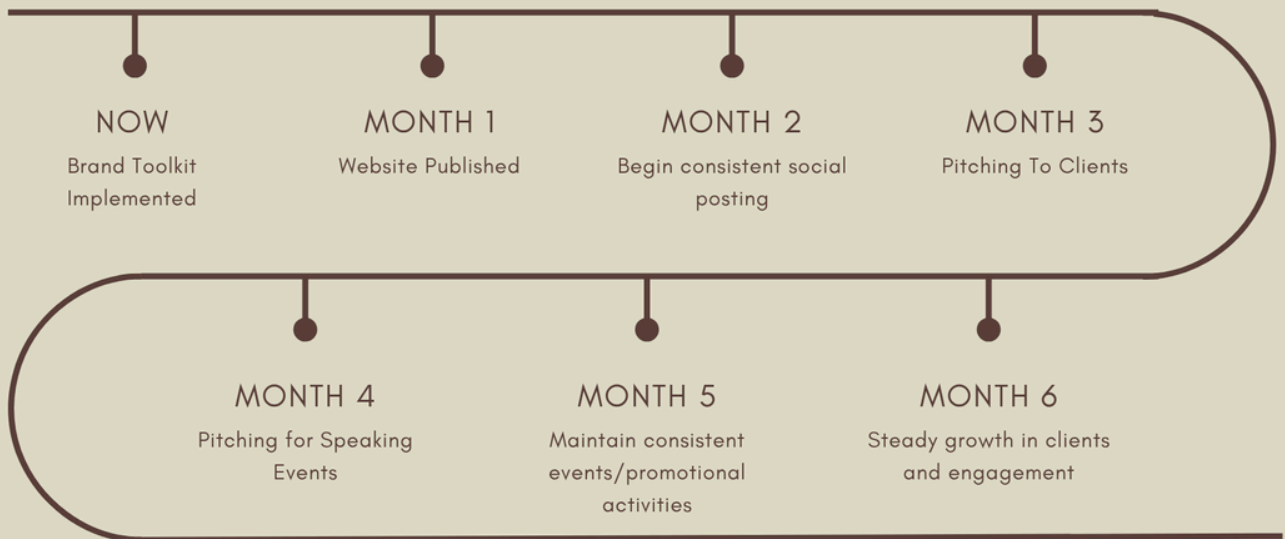 NOW
Brand Toolkit
Implemented
MONTH 1
Website Published
MONTH 2
Begin consistent social
posting
MONTH 3
Pitching To Clients
MONTH 4
Pitching for Speaking
Events
MONTH 5
Maintain consistent
events/promotional
activities
MONTH 6
Steady growth in clients
and engagement